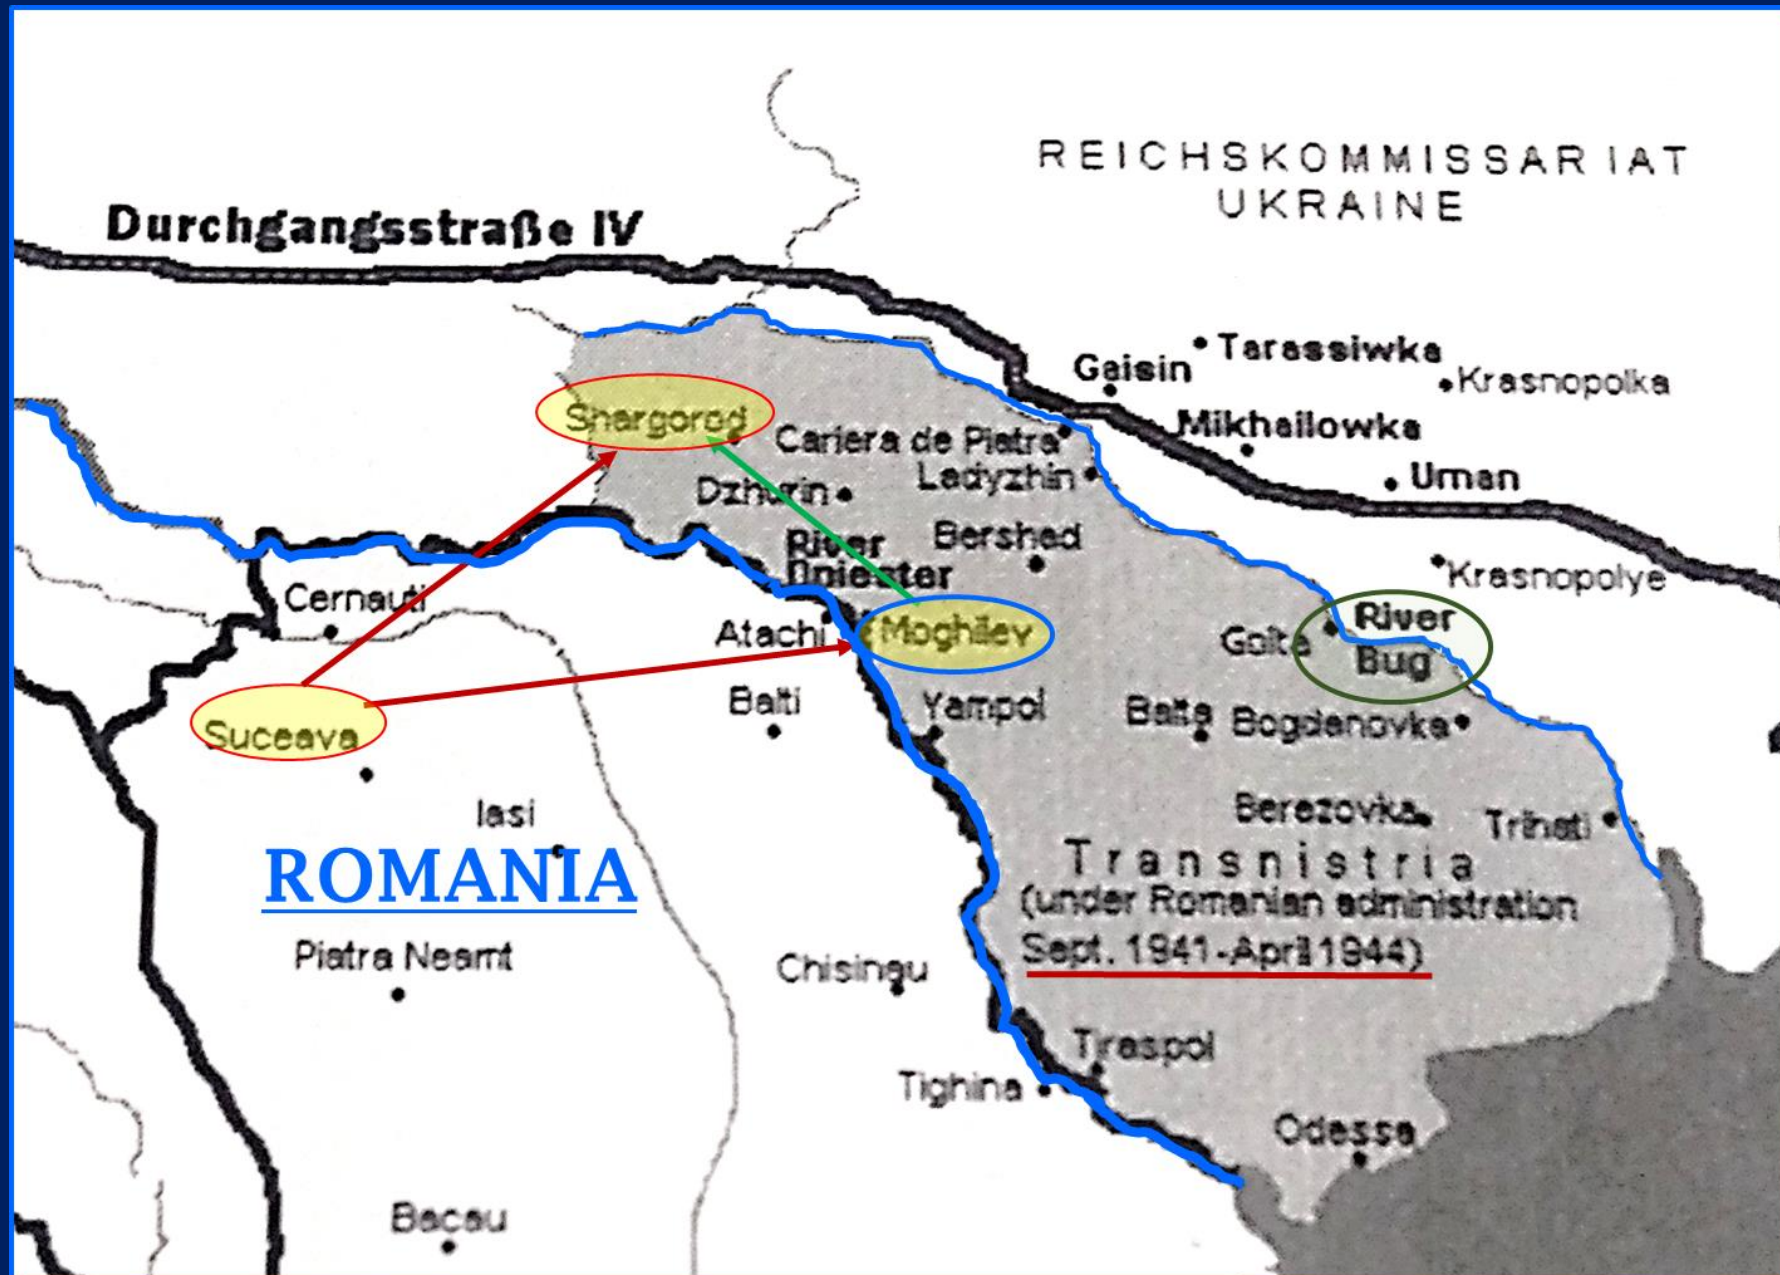 REICHSKOMMISSARIAT
UKRAINE
Durchgangsstraße IV
Tarassiwka
Gaisin
Krasnopolka
Shargorod
Mikhailowka
Cariera de Piatra
Ladyzhin
Uman
Dzhurin
Bershad
River
Dniester
Krasnopolye
Cernauti
Atachi
Moghilev
Golta
River
Bug
Suceava
Balti
Yampol
Balta
Bogdanovka
Iasi
Berezovka
Trihati
ROMANIA
Transnistria
(under Romanian administration
Sept. 1941-April 1944)
Piatra Neamt
Chisinau
Tiraspol
Tighina
Odessa
Bacau